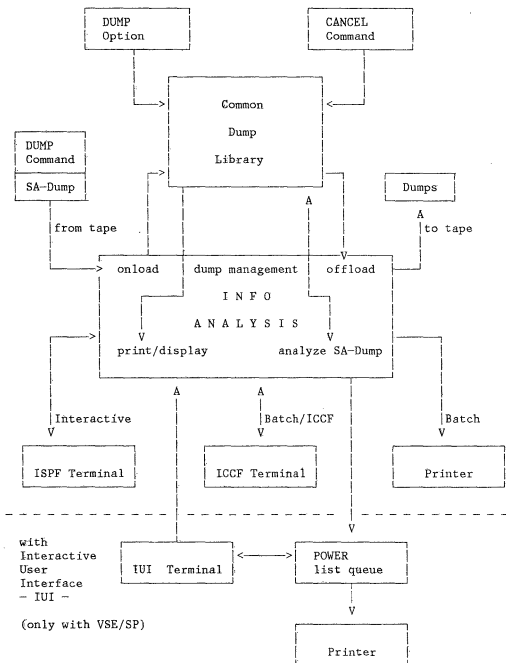 DUMP
Option
CANCEL
Command
Common
Dump
Library
DUMP
Command
SA-Dump
Dumps
from tape
to tape
onload dump management offload
I N F O
A N A L Y S I S
print/display analyze SA-Dump
Interactive
Batch/ICCF
Batch
ISPF Terminal
ICCF Terminal
Printer
with
Interactive
User
Interface
- IUI -
(only with VSE/SP)
IUI Terminal
POWER
list queue
Printer